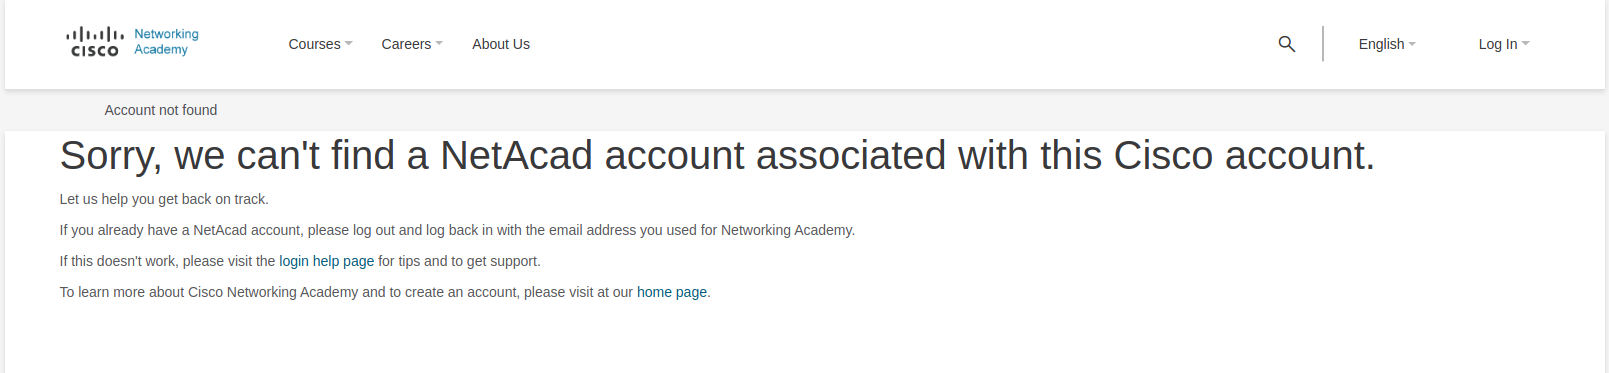 cisco Networking Academy
Courses Careers About Us English Log In
Account not found
Sorry, we can't find a NetAcad account associated with this Cisco account.
Let us help you get back on track.
If you already have a NetAcad account, please log out and log back in with the email address you used for Networking Academy.
If this doesn't work, please visit the login help page for tips and to get support.
To learn more about Cisco Networking Academy and to create an account, please visit at our home page.